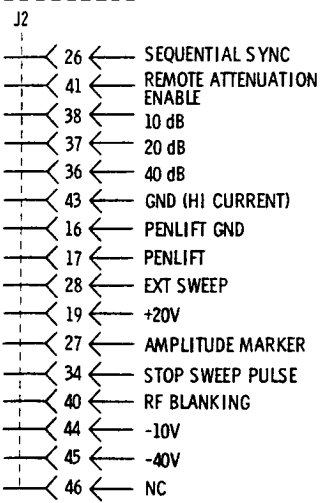 J2
26 SEQUENTIAL SYNC
41 REMOTE ATTENUATION
ENABLE
38 10 dB
37 20 dB
36 40 dB
43 GND (HI CURRENT)
16 PENLIFT GND
17 PENLIFT
28 EXT SWEEP
19 +20V
27 AMPLITUDE MARKER
34 STOP SWEEP PULSE
40 RF BLANKING
44 -10V
45 -40V
46 NC